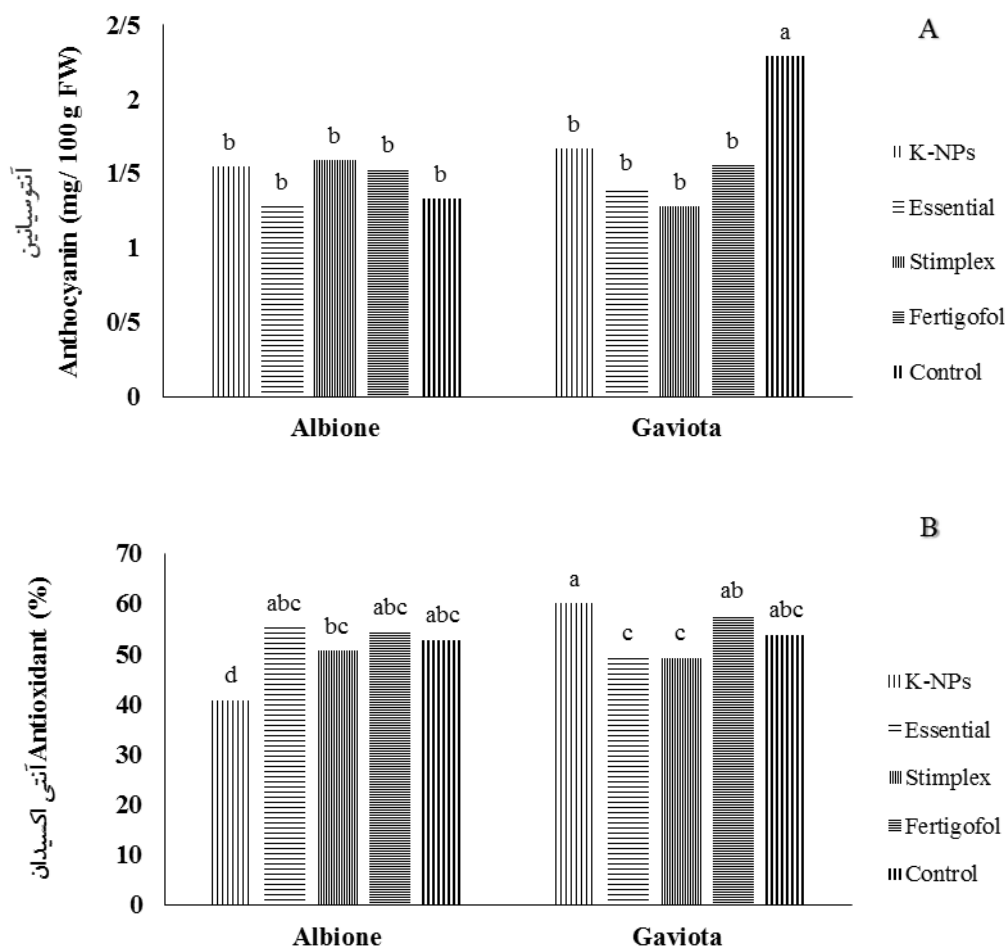 A
آنتوسیانین
Anthocyanin (mg/ 100 g FW)
2/5
2
1/5
1
0/5
0
b
b
b
b
b
b
b
b
b
a
Albione
Gaviota
K-NPs
Essential
Stimplex
Fertigofol
Control
B
آنتی اکسیدان Antioxidant (%)
70
60
50
40
30
20
10
0
d
abc
bc
abc
abc
a
c
c
ab
abc
Albione
Gaviota
K-NPs
Essential
Stimplex
Fertigofol
Control